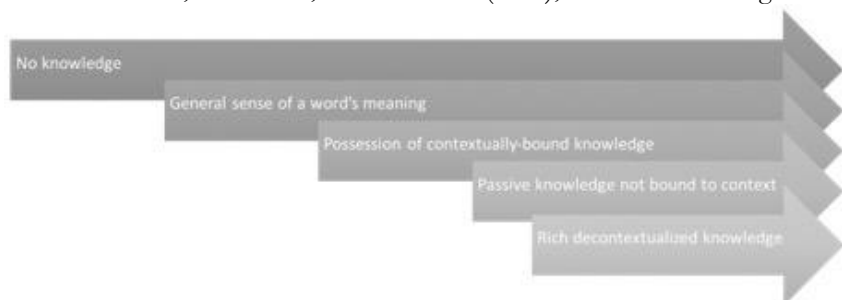 No knowledge
General sense of a word's meaning
Possession of contextually-bound knowledge
Passive knowledge not bound to context
Rich decontextualized knowledge